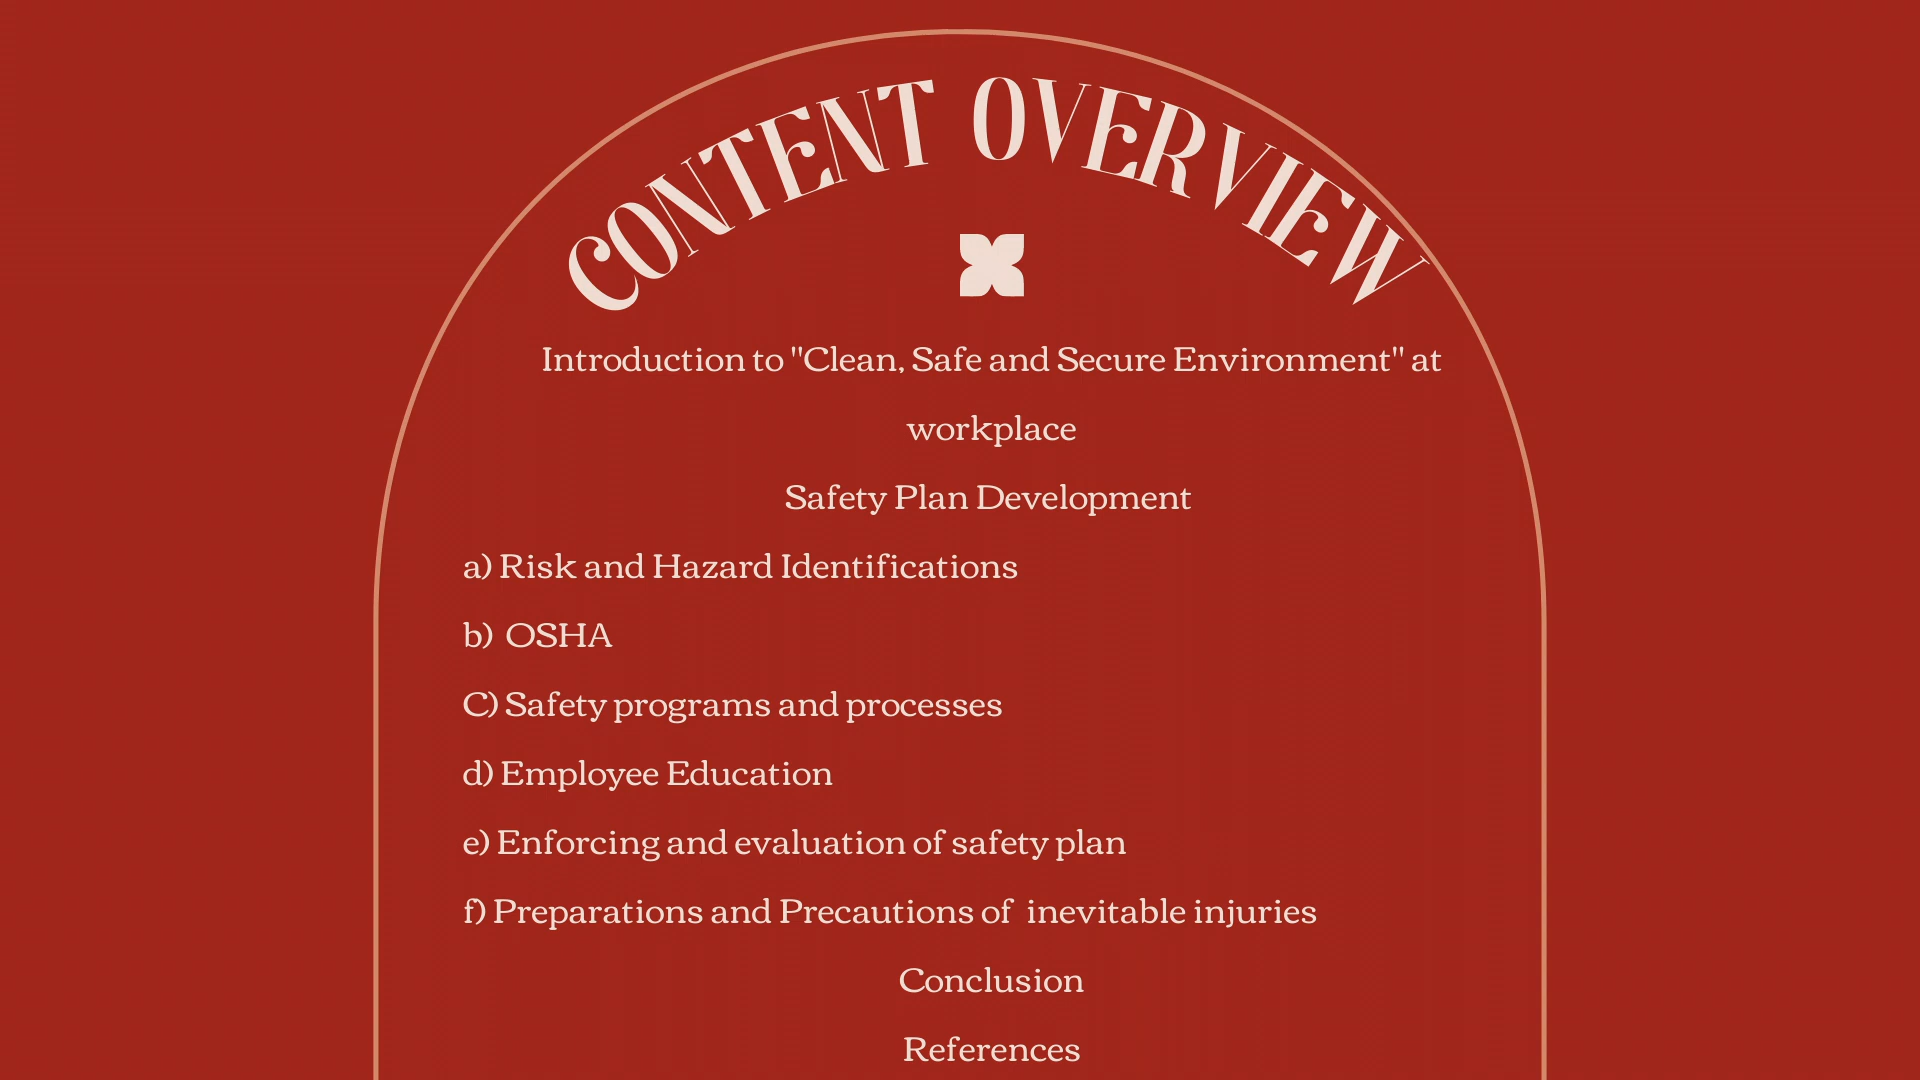 CONTENT OVERVIEW
Introduction to "Clean, Safe and Secure Environment" at
workplace
Safety Plan Development
a) Risk and Hazard Identifications
b)  OSHA
C) Safety programs and processes
d) Employee Education
e) Enforcing and evaluation of safety plan
f) Preparations and Precautions of  inevitable injuries
Conclusion
References